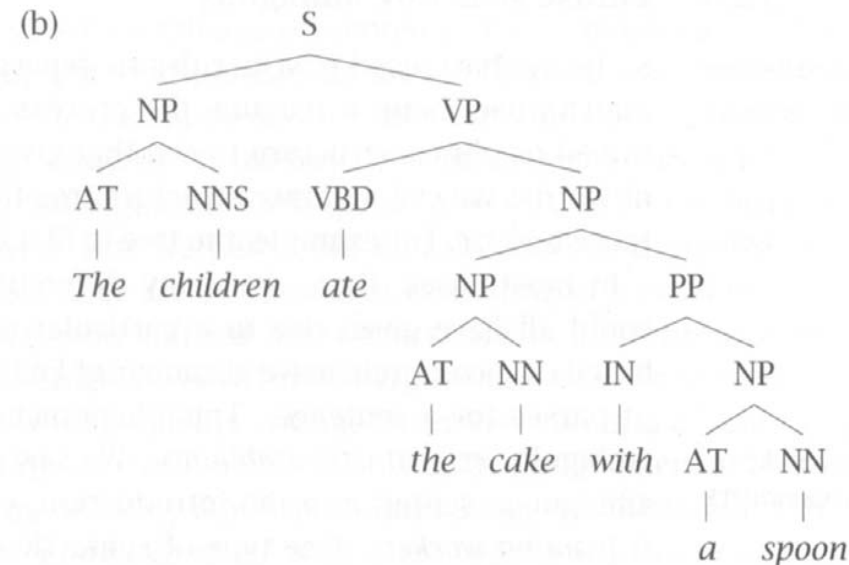 (b) S
NP VP
AT NNS VBD NP
The children ate NP PP
AT NN IN NP
the cake with AT NN
a spoon